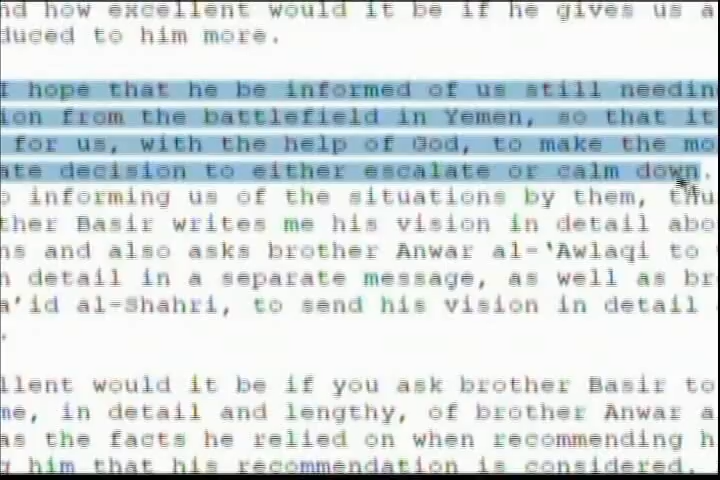 nd how excellent would it be if he gives us a
duced to him more.
I hope that he be informed of us still needin
ion from the battlefield in Yemen, so that it
for us, with the help of God, to make the mo
ate decision to either escalate or calm down.
o informing us of the situations by them, thu
ther Basir writes me his vision in detail abo
ns and also asks brother Anwar al-'Awlaqi to
n detail in a separate message, as well as br
a'id al-Shahri, to send his vision in detail
.
llent would it be if you ask brother Basir to
me, in detail and lengthy, of brother Anwar a
as the facts he relied on when recommending h
g him that his recommendation is considered.